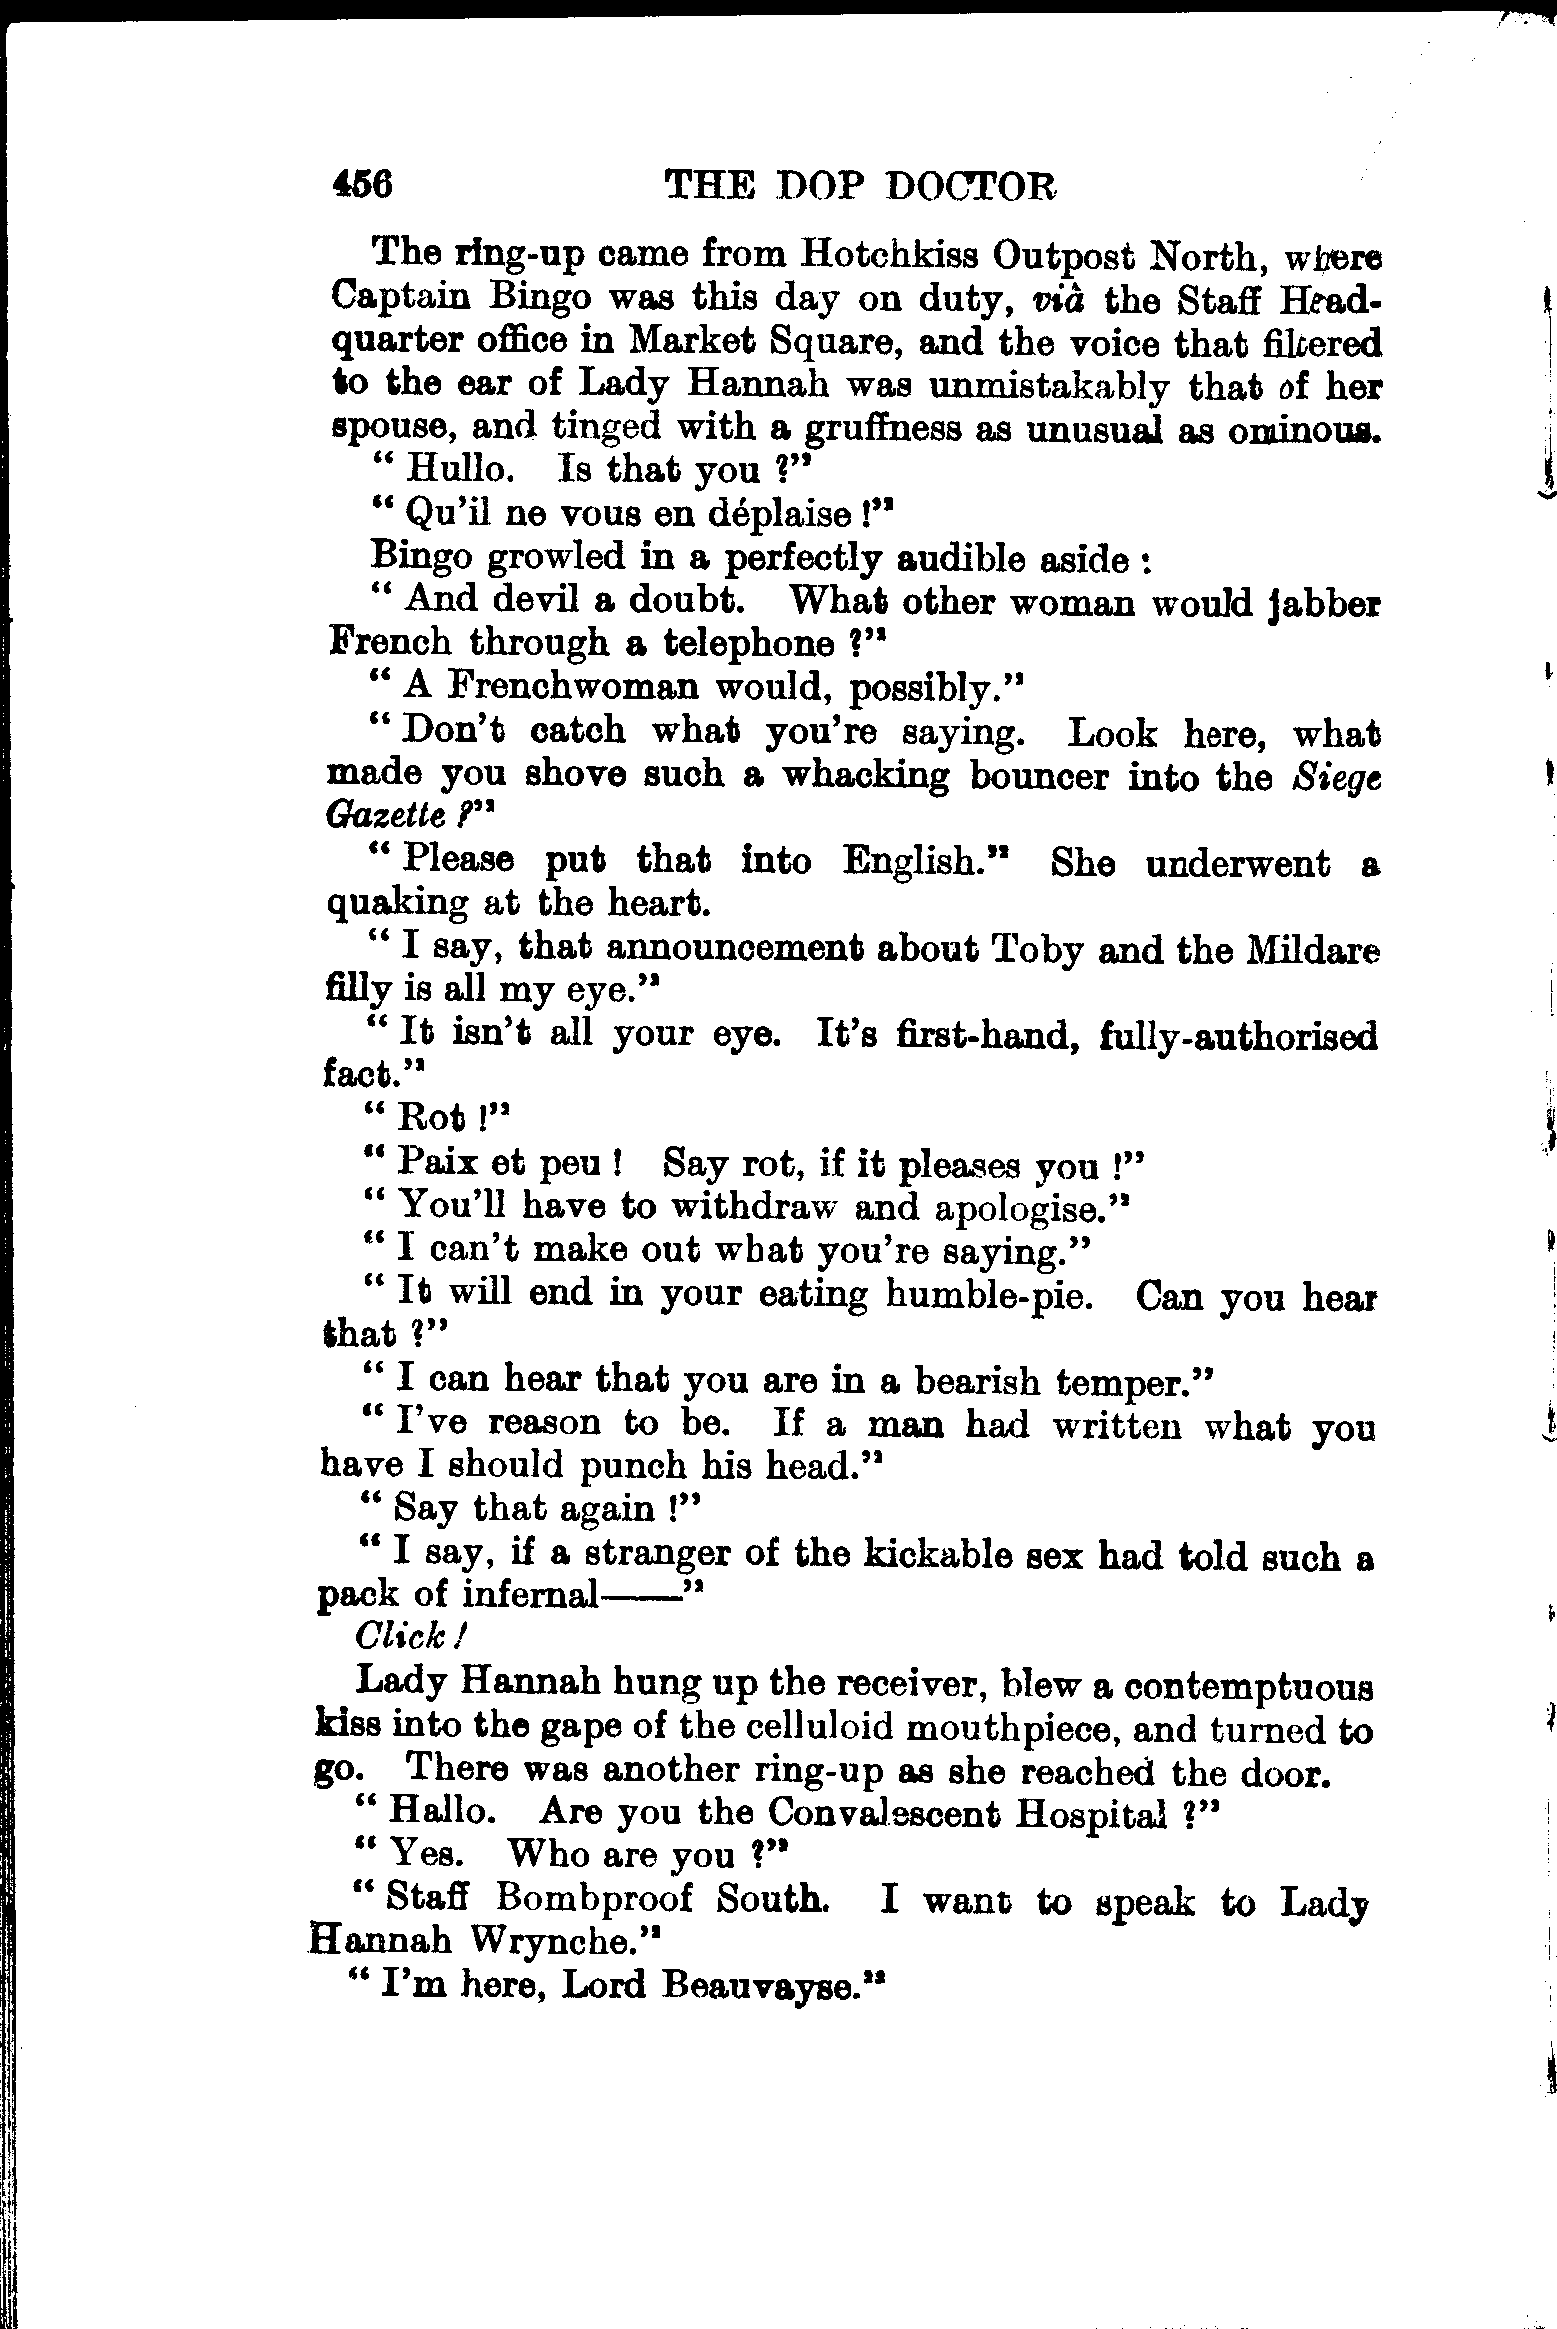 456 THE DOP DOCTOR
The ring-up came from Hotchkiss Outpost North, where
Captain Bingo was this day on duty, viâ the Staff Head-
quarter office in Market Square, and the voice that filtered
to the ear of Lady Hannah was unmistakably that of her
spouse, and tinged with a gruffness as unusual as ominous.
“ Hullo. Is that you ?”
“ Qu’il ne vous en déplaise !”
Bingo growled in a perfectly audible aside :
“ And devil a doubt. What other woman would jabber
French through a telephone ?”
“ A Frenchwoman would, possibly.”
“ Don’t catch what you’re saying. Look here, what
made you shove such a whacking bouncer into the Siege
Gazette ?”
“ Please put that into English.” She underwent a
quaking at the heart.
“ I say, that announcement about Toby and the Mildare
filly is all my eye.”
“ It isn’t all your eye. It’s first-hand, fully-authorised
fact.”
“ Rot !”
“ Paix et peu ! Say rot, if it pleases you !”
“ You’ll have to withdraw and apologise.”
“ I can’t make out what you’re saying.”
“ It will end in your eating humble-pie. Can you hear
that ?”
“ I can hear that you are in a bearish temper.”
“ I’ve reason to be. If a man had written what you
have I should punch his head.”
“ Say that again !”
“ I say, if a stranger of the kickable sex had told such a
pack of infernal——”
Click !
Lady Hannah hung up the receiver, blew a contemptuous
kiss into the gape of the celluloid mouthpiece, and turned to
go. There was another ring-up as she reached the door.
“ Hallo. Are you the Convalescent Hospital ?”
“ Yes. Who are you ?”
“ Staff Bombproof South. I want to speak to Lady
Hannah Wrynche.”
“ I’m here, Lord Beauvayse.”